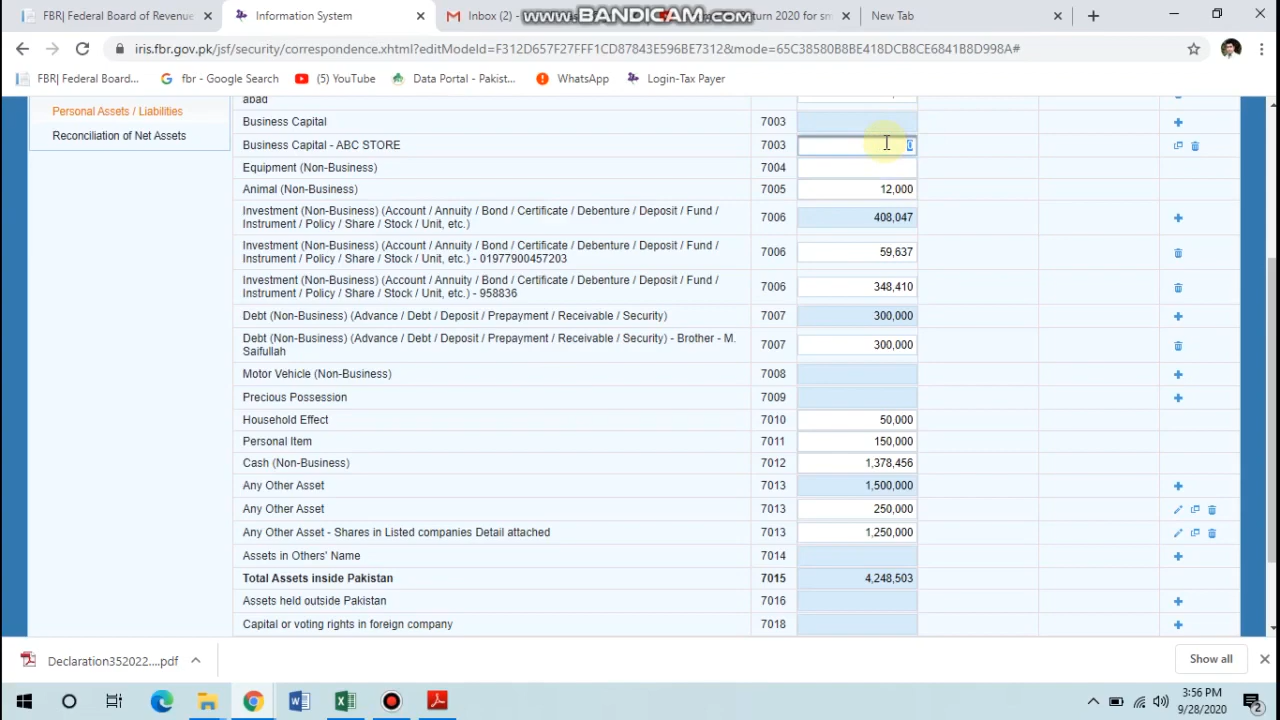 FBR| Federal Board of Revenue
Information System
Inbox (2) -
www.BANDICAM.com
turn 2020 for sm
New Tab
iris.fbr.gov.pk/jsf/security/correspondence.xhtml?editModeId=F312D657F27FFF1CD87843E596BE7312&mode=65C38580B8BE418DCB8CE6841B8D998A#
FBR| Federal Board...
fbr - Google Search
(5) YouTube
Data Portal - Pakist...
WhatsApp
Login-Tax Payer
Personal Assets / Liabilities
Reconciliation of Net Assets
abad
Business Capital 7003
Business Capital - ABC STORE 7003 0
Equipment (Non-Business) 7004
Animal (Non-Business) 7005 12,000
Investment (Non-Business) (Account / Annuity / Bond / Certificate / Debenture / Deposit / Fund /
Instrument / Policy / Share / Stock / Unit, etc.) 7006 408,047
Investment (Non-Business) (Account / Annuity / Bond / Certificate / Debenture / Deposit / Fund /
Instrument / Policy / Share / Stock / Unit, etc.) - 01977900457203 7006 59,637
Investment (Non-Business) (Account / Annuity / Bond / Certificate / Debenture / Deposit / Fund /
Instrument / Policy / Share / Stock / Unit, etc.) - 958836 7006 348,410
Debt (Non-Business) (Advance / Debt / Deposit / Prepayment / Receivable / Security) 7007 300,000
Debt (Non-Business) (Advance / Debt / Deposit / Prepayment / Receivable / Security) - Brother - M.
Saifullah 7007 300,000
Motor Vehicle (Non-Business) 7008
Precious Possession 7009
Household Effect 7010 50,000
Personal Item 7011 150,000
Cash (Non-Business) 7012 1,378,456
Any Other Asset 7013 1,500,000
Any Other Asset 7013 250,000
Any Other Asset - Shares in Listed companies Detail attached 7013 1,250,000
Assets in Others' Name 7014
Total Assets inside Pakistan 7015 4,248,503
Assets held outside Pakistan 7016
Capital or voting rights in foreign company 7018
Declaration352022....pdf
Show all
3:56 PM
9/28/2020
2